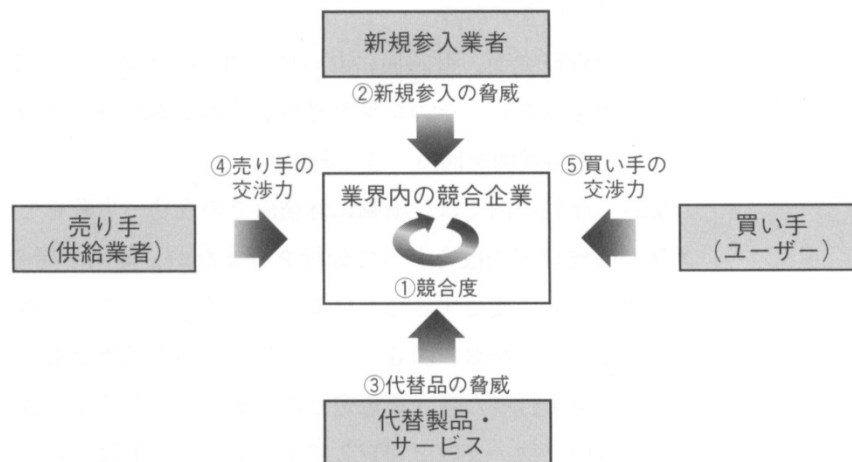 新規参入業者
②新規参入の脅威
④売り手の
交渉力
売り手
（供給業者）
業界内の競合企業
①競合度
⑤買い手の
交渉力
買い手
（ユーザー）
③代替品の脅威
代替製品・
サービス